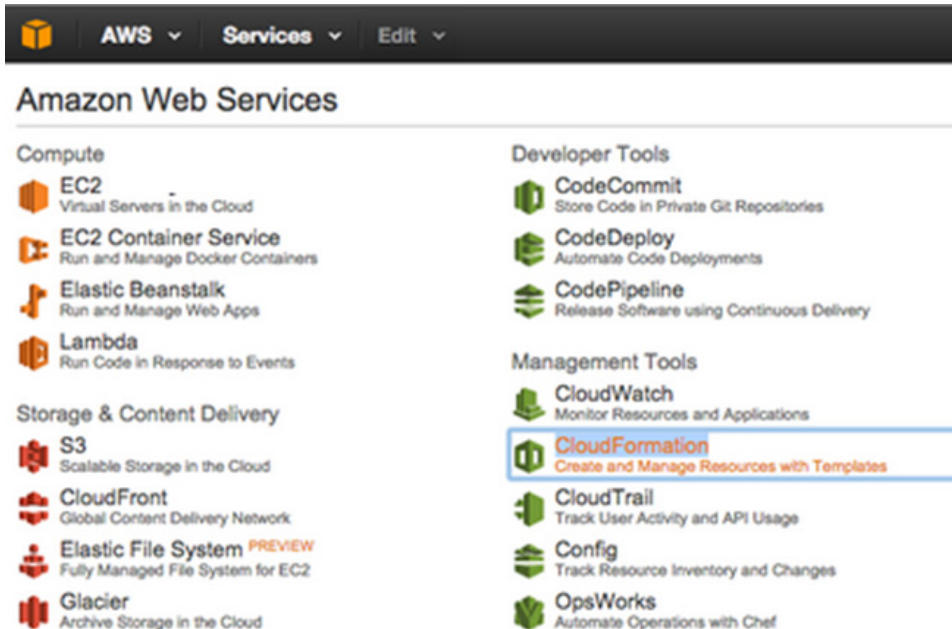 AWS Services Edit
Amazon Web Services
Compute
EC2
Virtual Servers in the Cloud
EC2 Container Service
Run and Manage Docker Containers
Elastic Beanstalk
Run and Manage Web Apps
Lambda
Run Code in Response to Events
Storage & Content Delivery
S3
Scalable Storage in the Cloud
CloudFront
Global Content Delivery Network
Elastic File System PREVIEW
Fully Managed File System for EC2
Glacier
Archive Storage in the Cloud
Developer Tools
CodeCommit
Store Code in Private Git Repositories
CodeDeploy
Automate Code Deployments
CodePipeline
Release Software using Continuous Delivery
Management Tools
CloudWatch
Monitor Resources and Applications
CloudFormation
Create and Manage Resources with Templates
CloudTrail
Track User Activity and API Usage
Config
Track Resource Inventory and Changes
OpsWorks
Automate Operations with Chef